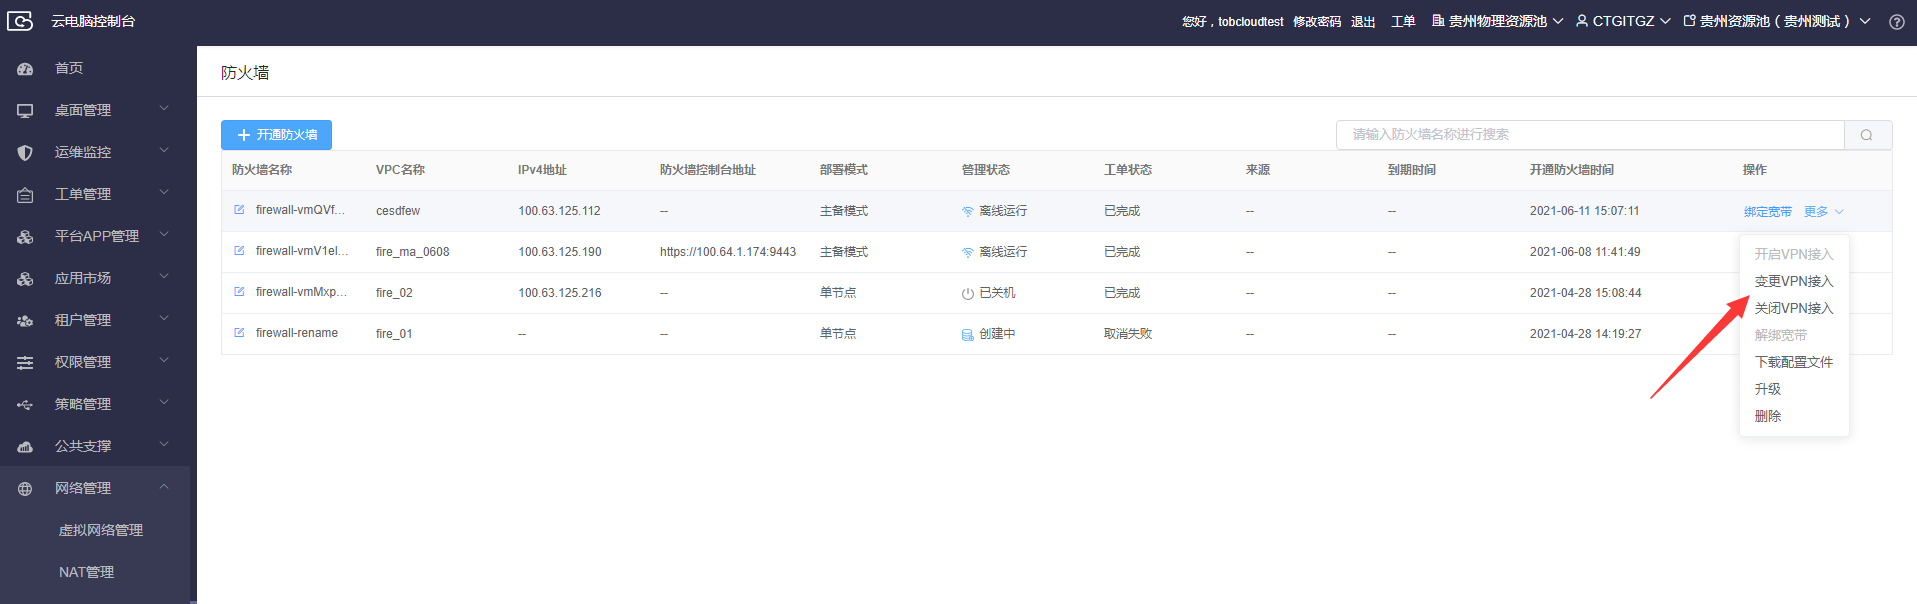 云电脑控制台
您好，tobcloudtest 修改密码 退出 工单 贵州物理资源池 CTGITGZ 贵州资源池（贵州测试）
首页
桌面管理
运维监控
工单管理
平台APP管理
应用市场
租户管理
权限管理
策略管理
公共支撑
网络管理
虚拟网络管理
NAT管理
防火墙
开通防火墙
请输入防火墙名称进行搜索
防火墙名称 VPC名称 IPv4地址 防火墙控制台地址 部署模式 管理状态 工单状态 来源 到期时间 开通防火墙时间 操作
firewall-vmQVf... cesdfew 100.63.125.112 -- 主备模式 离线运行 已完成 -- -- 2021-06-11 15:07:11 绑定宽带 更多
firewall-vmV1el... fire_ma_0608 100.63.125.190 https://100.64.1.174:9443 主备模式 离线运行 已完成 -- -- 2021-06-08 11:41:49
firewall-vmMxp... fire_02 100.63.125.216 -- 单节点 已关机 已完成 -- -- 2021-04-28 15:08:44
firewall-rename fire_01 -- -- 单节点 创建中 取消失败 -- -- 2021-04-28 14:19:27
开启VPN接入
变更VPN接入
关闭VPN接入
解绑宽带
下载配置文件
升级
删除